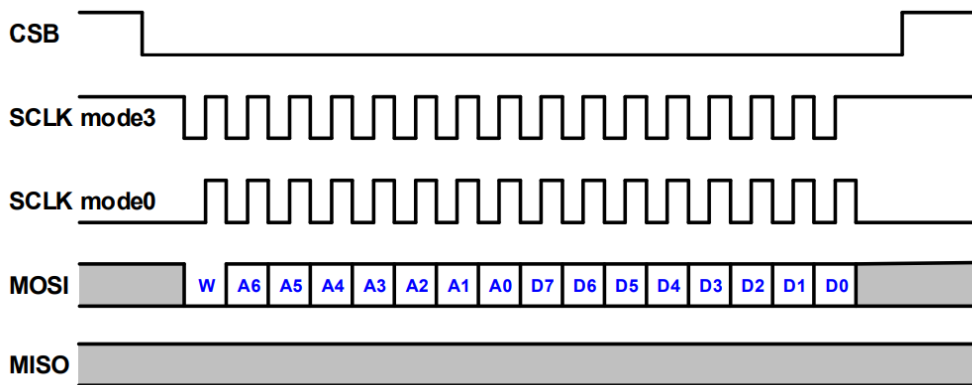 CSB
SCLK mode3
SCLK mode0
MOSI W A6 A5 A4 A3 A2 A1 A0 D7 D6 D5 D4 D3 D2 D1 D0
MISO